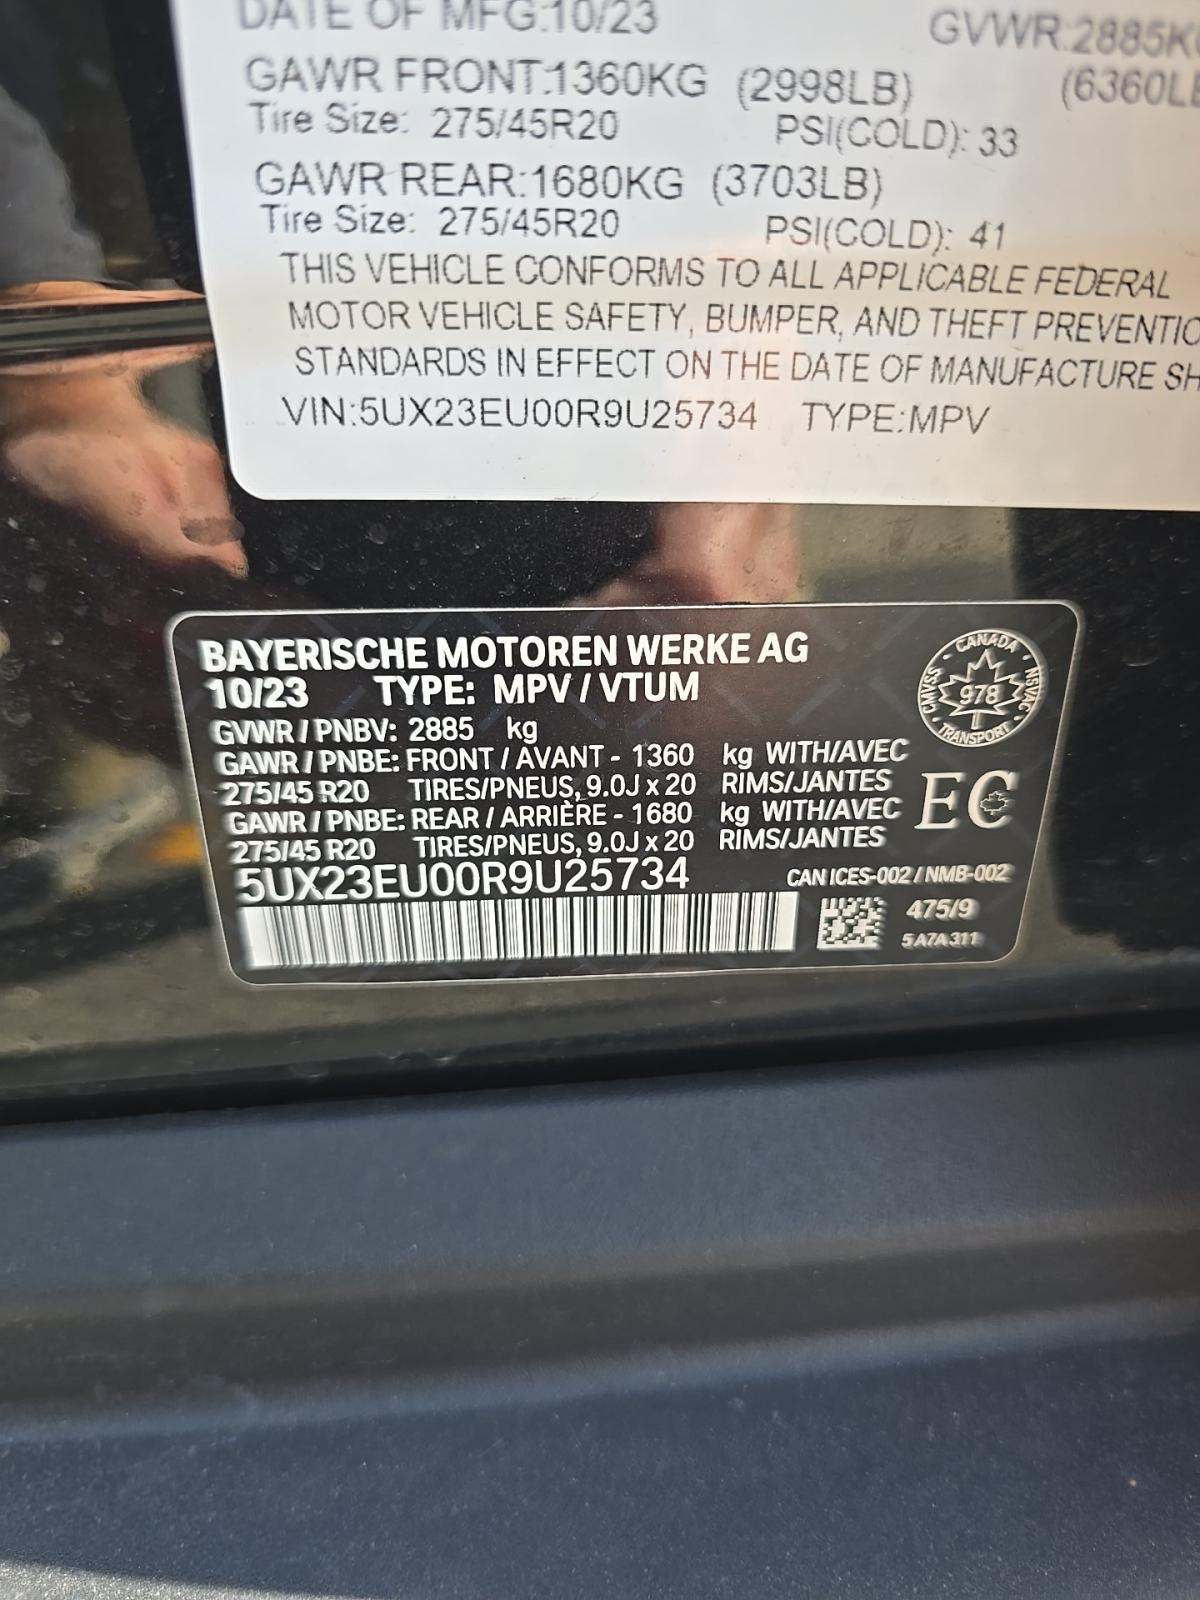 DATE OF MFG:10/23 GVWR:2885KG
GAWR FRONT:1360KG (2998LB) (6360LB
Tire Size: 275/45R20 PSI(COLD): 33
GAWR REAR:1680KG (3703LB)
Tire Size: 275/45R20 PSI(COLD): 41
THIS VEHICLE CONFORMS TO ALL APPLICABLE FEDERAL
MOTOR VEHICLE SAFETY, BUMPER, AND THEFT PREVENTIO
STANDARDS IN EFFECT ON THE DATE OF MANUFACTURE SH
VIN:5UX23EU00R9U25734 TYPE:MPV
BAYERISCHE MOTOREN WERKE AG
10/23 TYPE: MPV / VTUM
GVWR / PNBV: 2885 kg
GAWR / PNBE: FRONT / AVANT - 1360 kg WITH/AVEC
275/45 R20 TIRES/PNEUS, 9.0J x 20 RIMS/JANTES
GAWR / PNBE: REAR / ARRIÈRE - 1680 kg WITH/AVEC
275/45 R20 TIRES/PNEUS, 9.0J x 20 RIMS/JANTES
5UX23EU00R9U25734
CANADA
CMVSS 978 NSVAC
TRANSPORT
EC
CAN ICES-002 / NMB-002
475/9
5A7A311